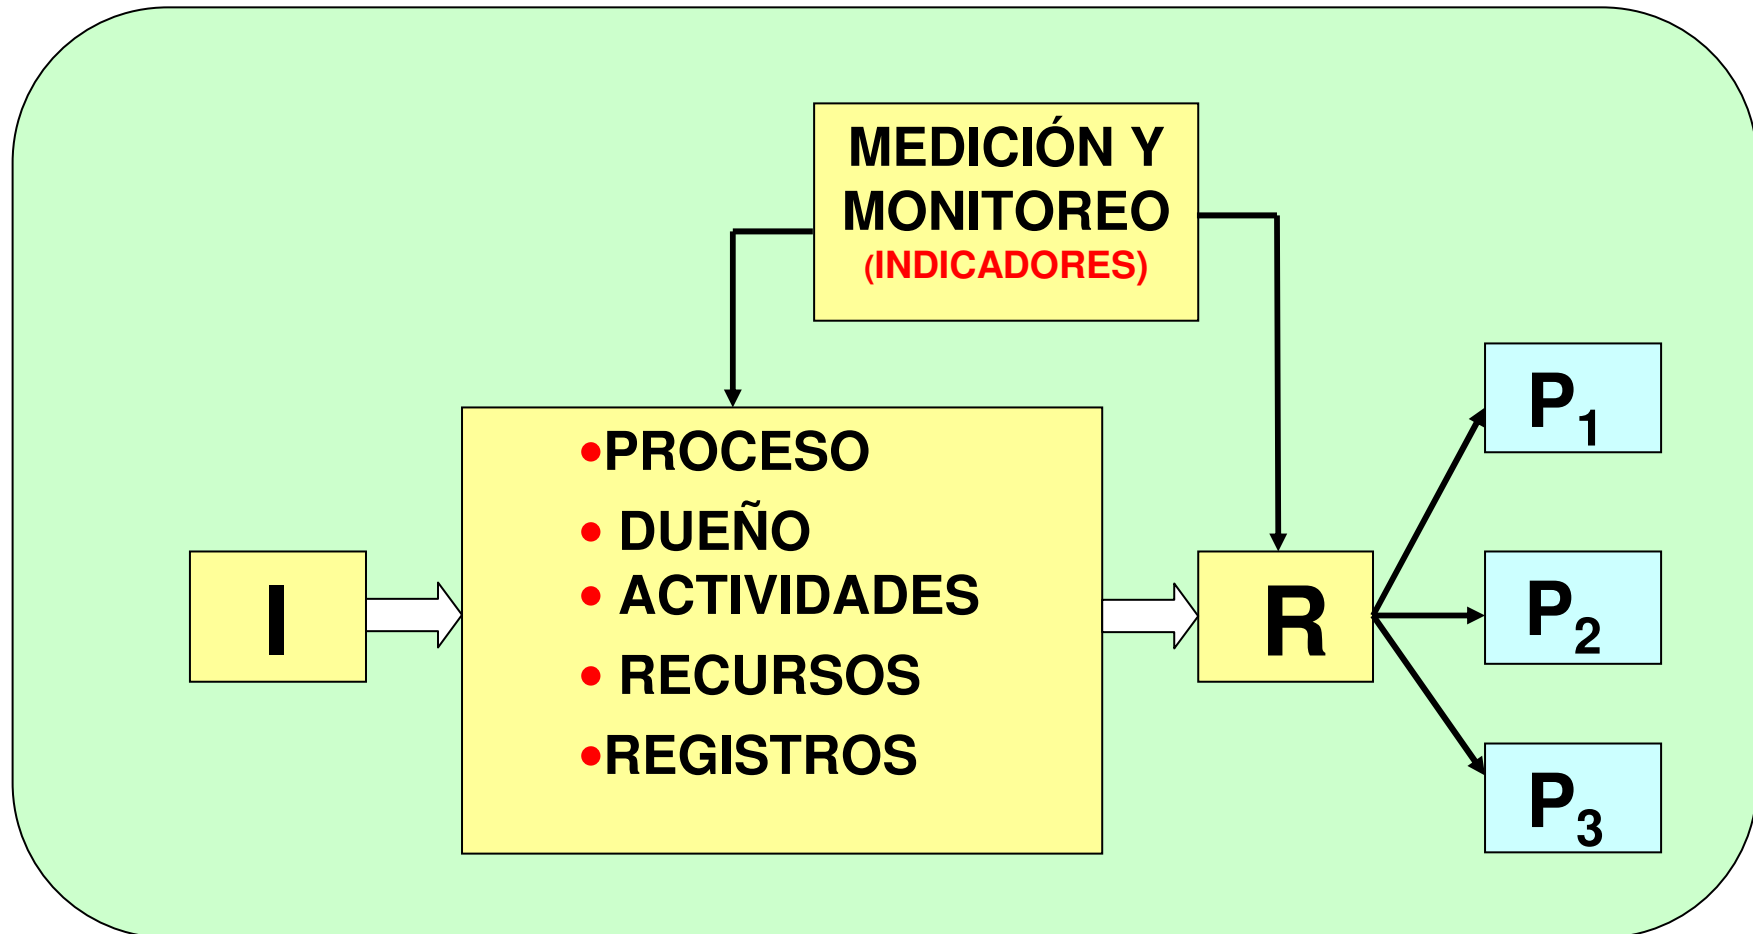 MEDICIÓN Y
MONITOREO
(INDICADORES)
•PROCESO
• DUEÑO
• ACTIVIDADES
• RECURSOS
•REGISTROS
I
R
P1
P2
P3